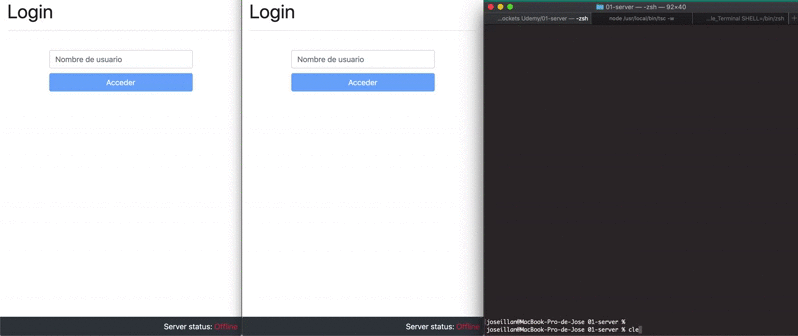 Login
Nombre de usuario
Acceder
Server status: Offline
Login
Nombre de usuario
Acceder
Server status: Offline
01-server — -zsh — 92×40
...ockets Udemy/01-server — -zsh
node /usr/local/bin/tsc -w
...le_Terminal SHELL=/bin/zsh
+
joseillan@MacBook-Pro-de-Jose 01-server %
joseillan@MacBook-Pro-de-Jose 01-server % cle